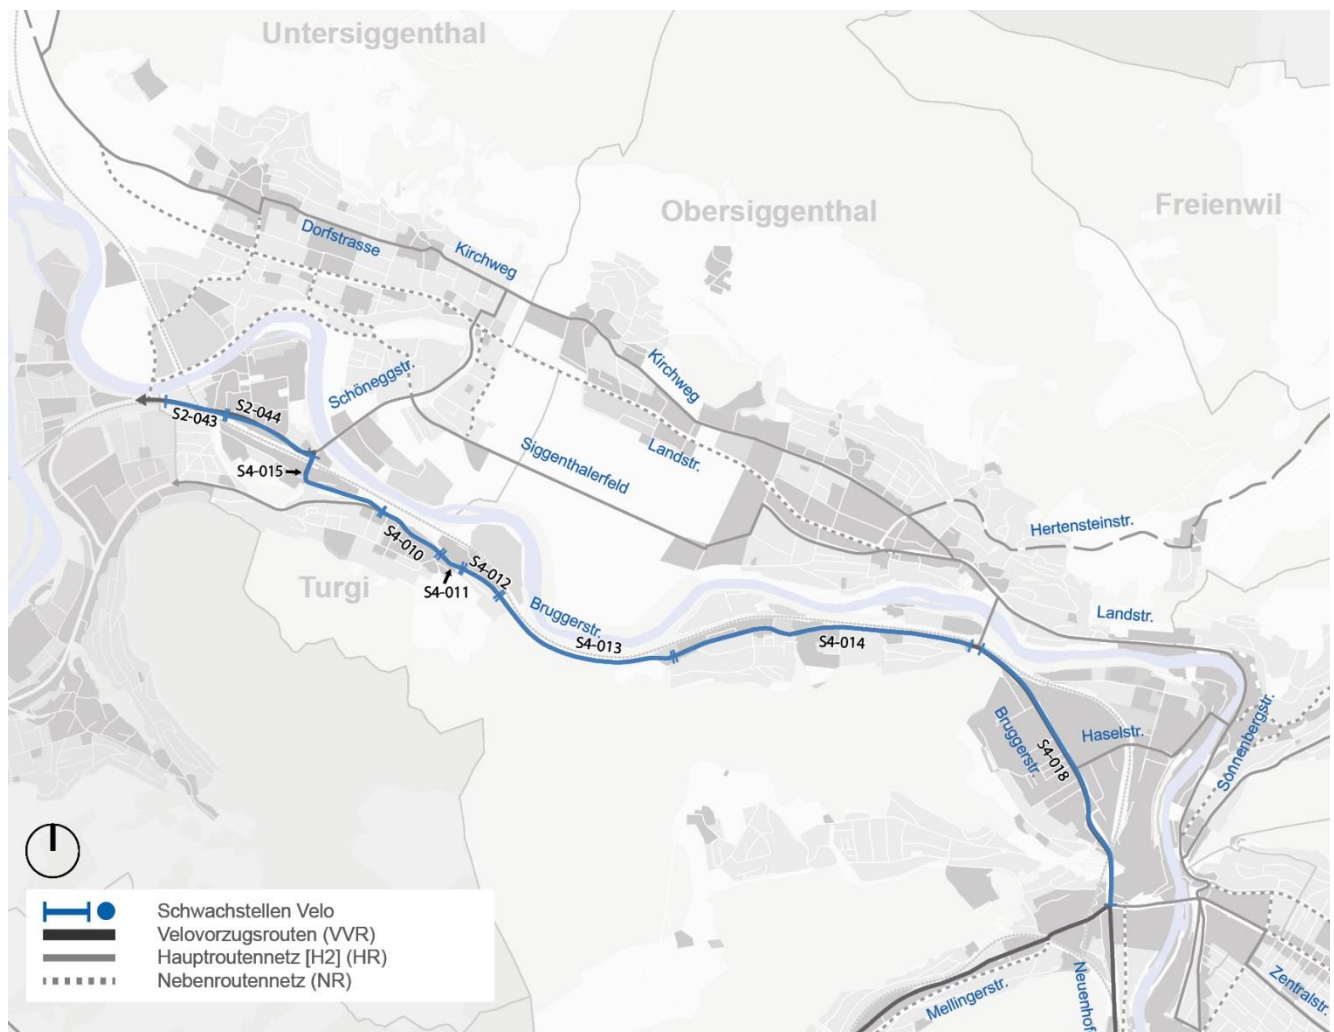 Untersiggenthal
Obersiggenthal
Freienwil
Dorfstrasse
Kirchweg
Schöneggstr.
Kirchweg
S2-043
S2-044
Landstr.
S4-015
Siggenthalerfeld
Hertensteinstr.
S4-010
S4-011
S4-012
Turgi
Bruggerstr.
S4-013
S4-014
Landstr.
Bruggerstr.
S4-018
Haselstr.
Sonnenbergstr.
Schwachstellen Velo
Velovorzugsrouten (VVR)
Hauptroutennetz [H2] (HR)
Nebenroutennetz (NR)
Mellingerstr.
Neuenhof
Zentralstr.